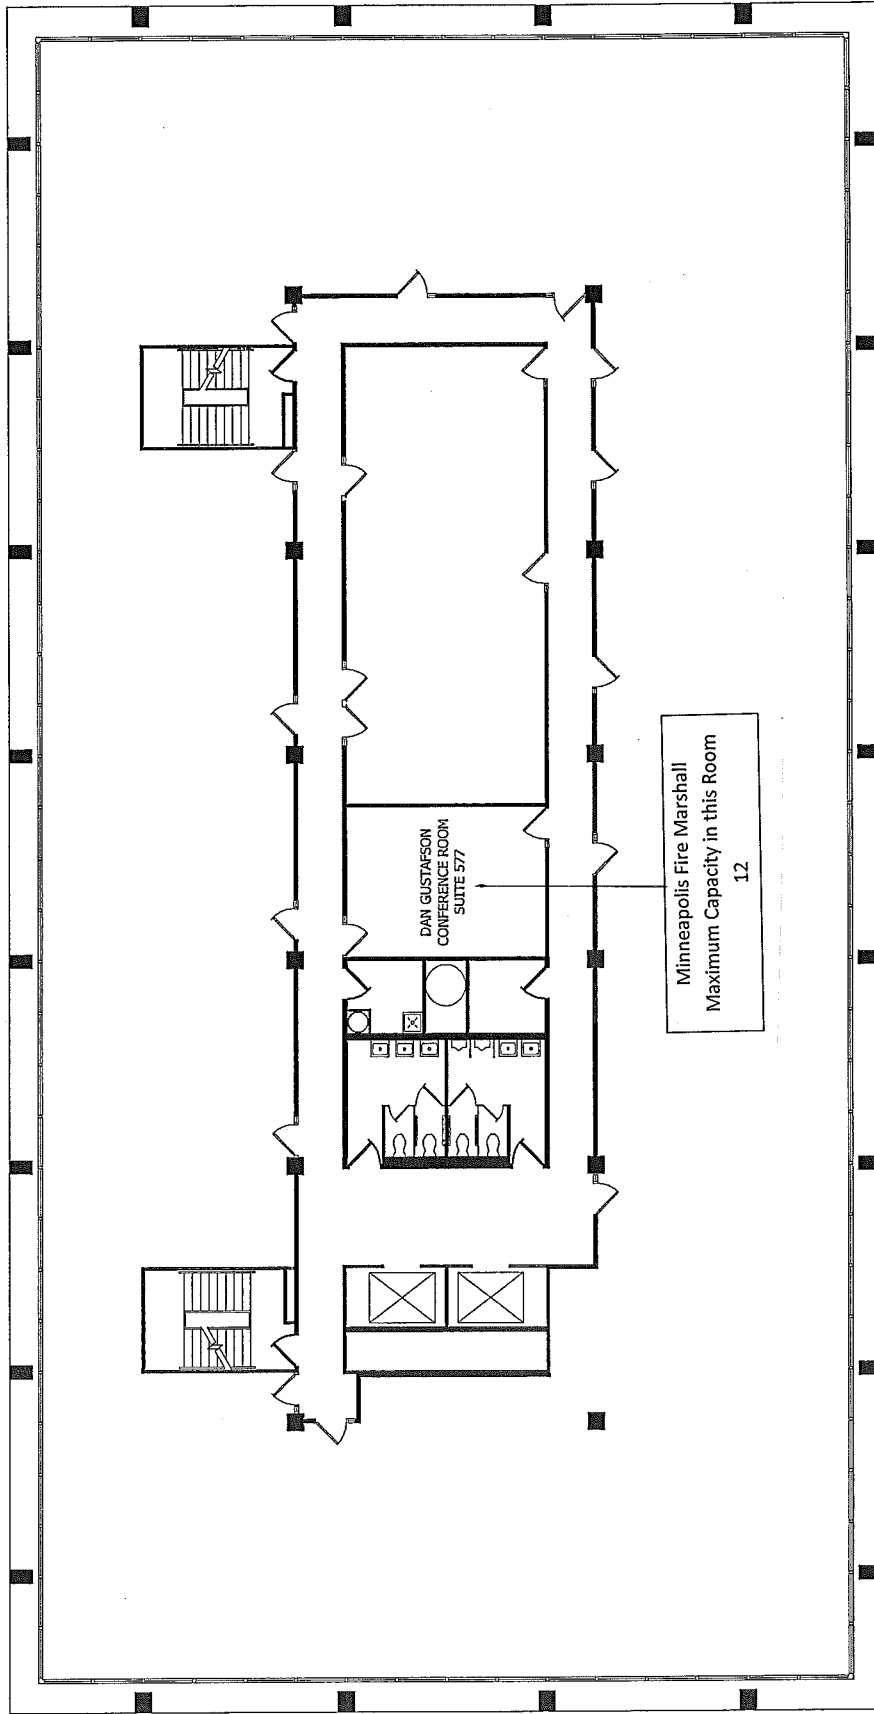 DAN GUSTAFSON
CONFERENCE ROOM
SUITE 577
Minneapolis Fire Marshall
Maximum Capacity in this Room
12